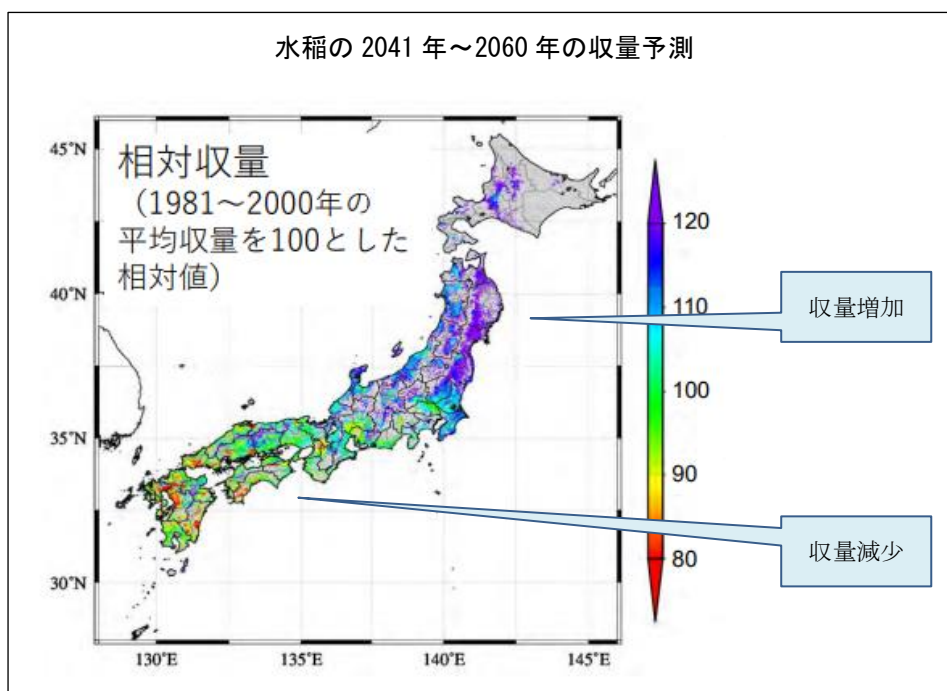 水稲の 2041 年～2060 年の収量予測
相対収量
（1981～2000年の
平均収量を100とした
相対値）
45°N
40°N
35°N
30°N
130°E
135°E
140°E
145°E
120
110
100
90
80
収量増加
収量減少